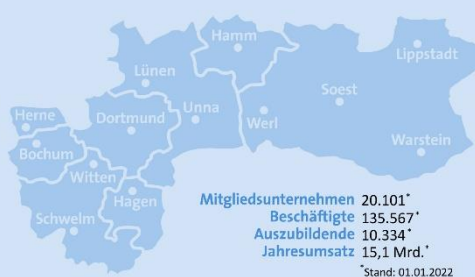 Hamm
Lippstadt
Lünen
Soest
Unna
Herne
Dortmund
Werl
Bochum
Warstein
Witten
Hagen
Schwelm
Mitgliedsunternehmen 20.101*
Beschäftigte 135.567*
Auszubildende 10.334*
Jahresumsatz 15,1 Mrd.*
*Stand: 01.01.2022